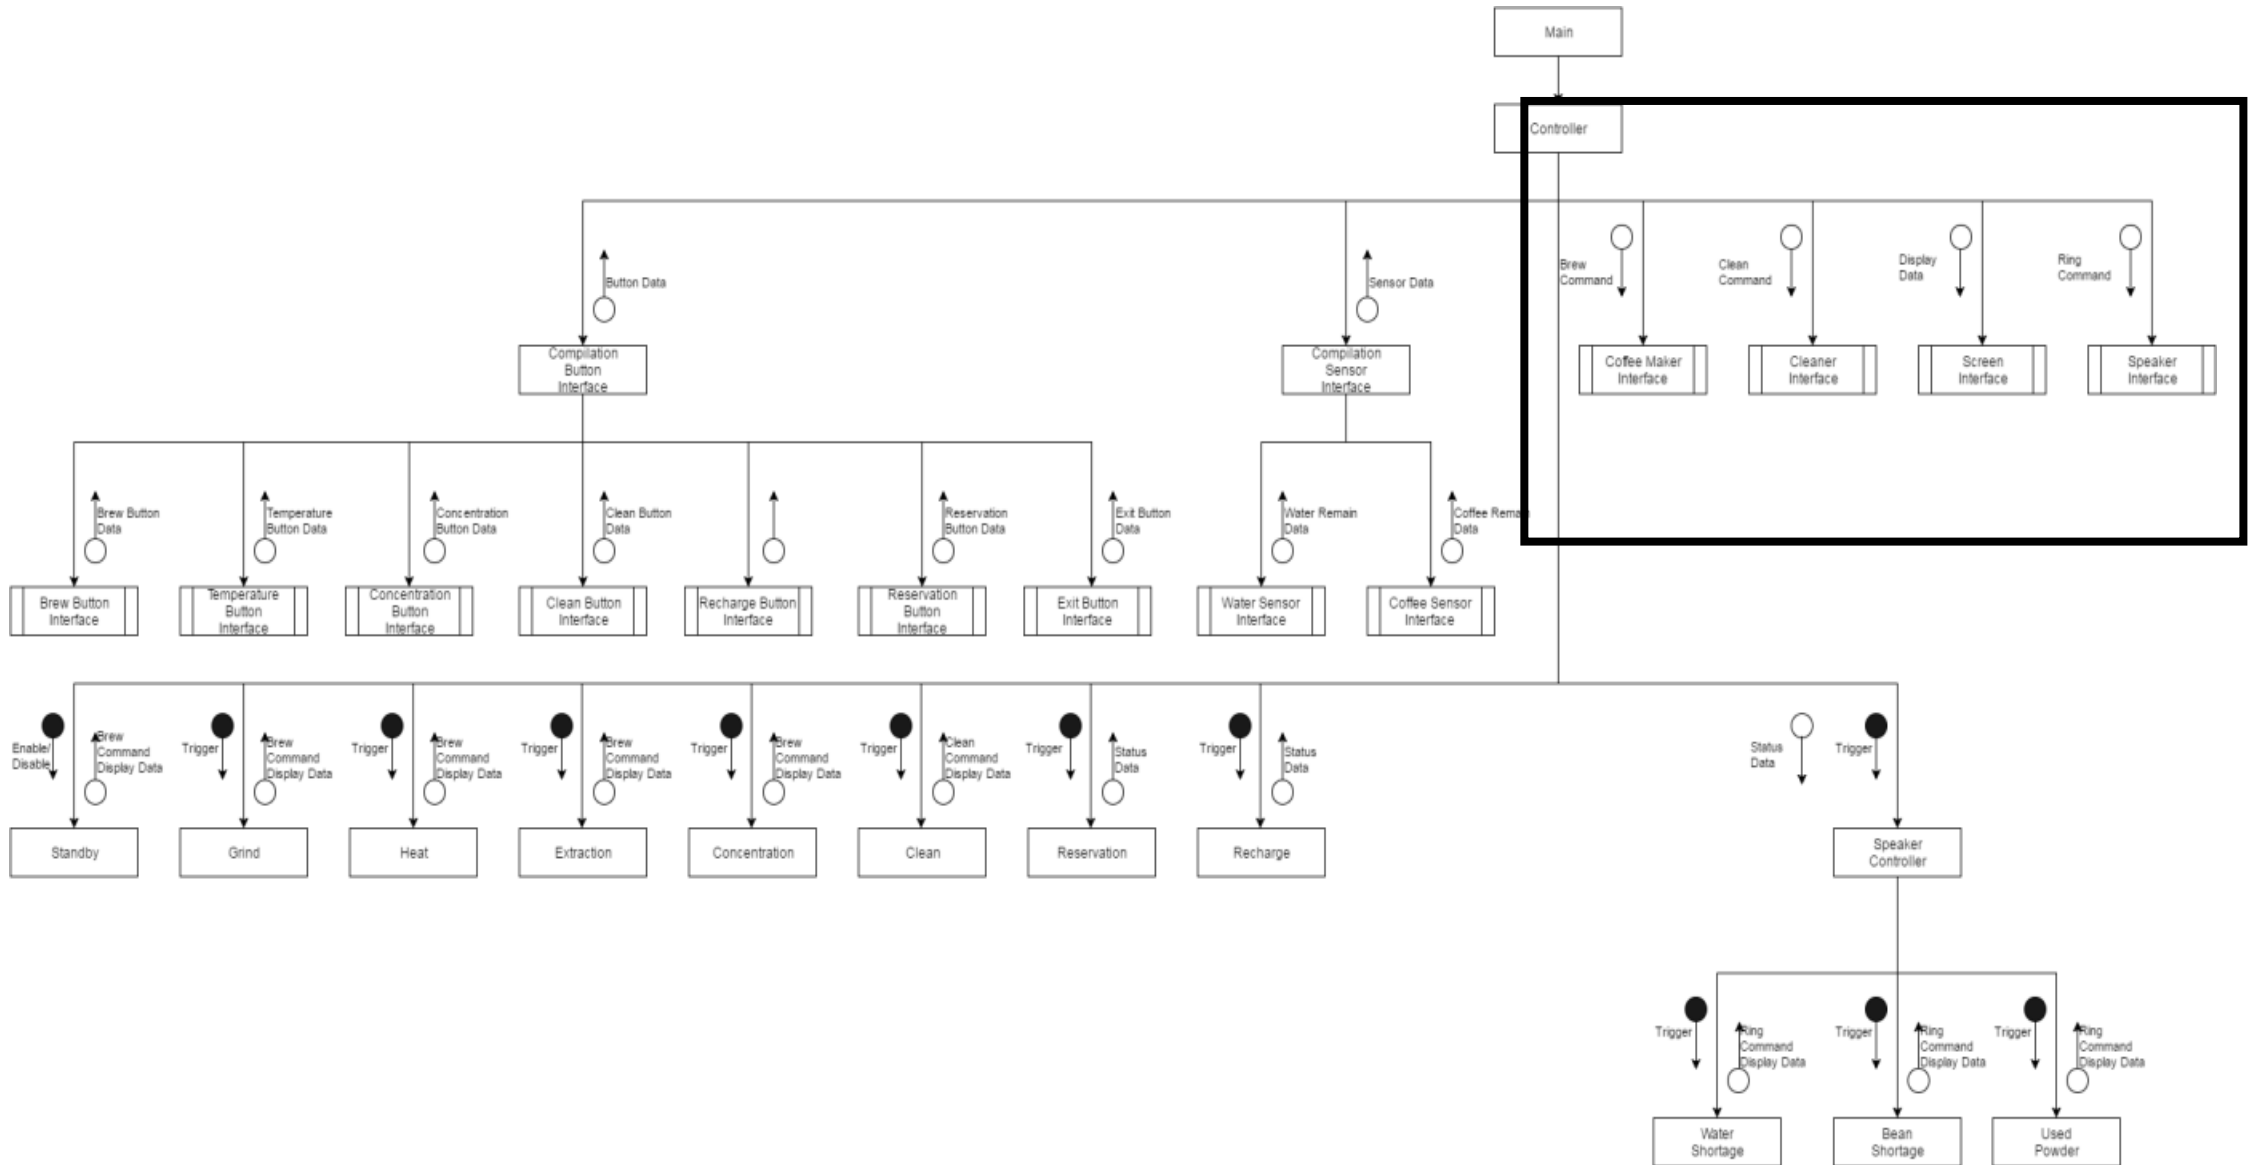 Main
Controller
Brew
Command
Clean
Command
Display
Data
Ring
Command
Button Data
Sensor Data
Compilation
Button
Interface
Compilation
Sensor
Interface
Coffee Maker
Interface
Cleaner
Interface
Screen
Interface
Speaker
Interface
Brew Button
Data
Temperature
Button Data
Concentration
Button Data
Clean Button
Data
Reservation
Button Data
Exit Button
Data
Water Remain
Data
Coffee Remain
Data
Brew Button
Interface
Temperature
Button
Interface
Concentration
Button
Interface
Clean Button
Interface
Recharge Button
Interface
Reservation
Button
Interface
Exit Button
Interface
Water Sensor
Interface
Coffee Sensor
Interface
Enable/
Disable
Brew
Command
Display Data
Trigger
Brew
Command
Display Data
Trigger
Brew
Command
Display Data
Trigger
Brew
Command
Display Data
Trigger
Brew
Command
Display Data
Trigger
Clean
Command
Display Data
Trigger
Status
Data
Trigger
Status
Data
Status
Data
Trigger
Standby
Grind
Heat
Extraction
Concentration
Clean
Reservation
Recharge
Speaker
Controller
Trigger
Ring
Command
Display Data
Trigger
Ring
Command
Display Data
Trigger
Ring
Command
Display Data
Water
Shortage
Bean
Shortage
Used
Powder